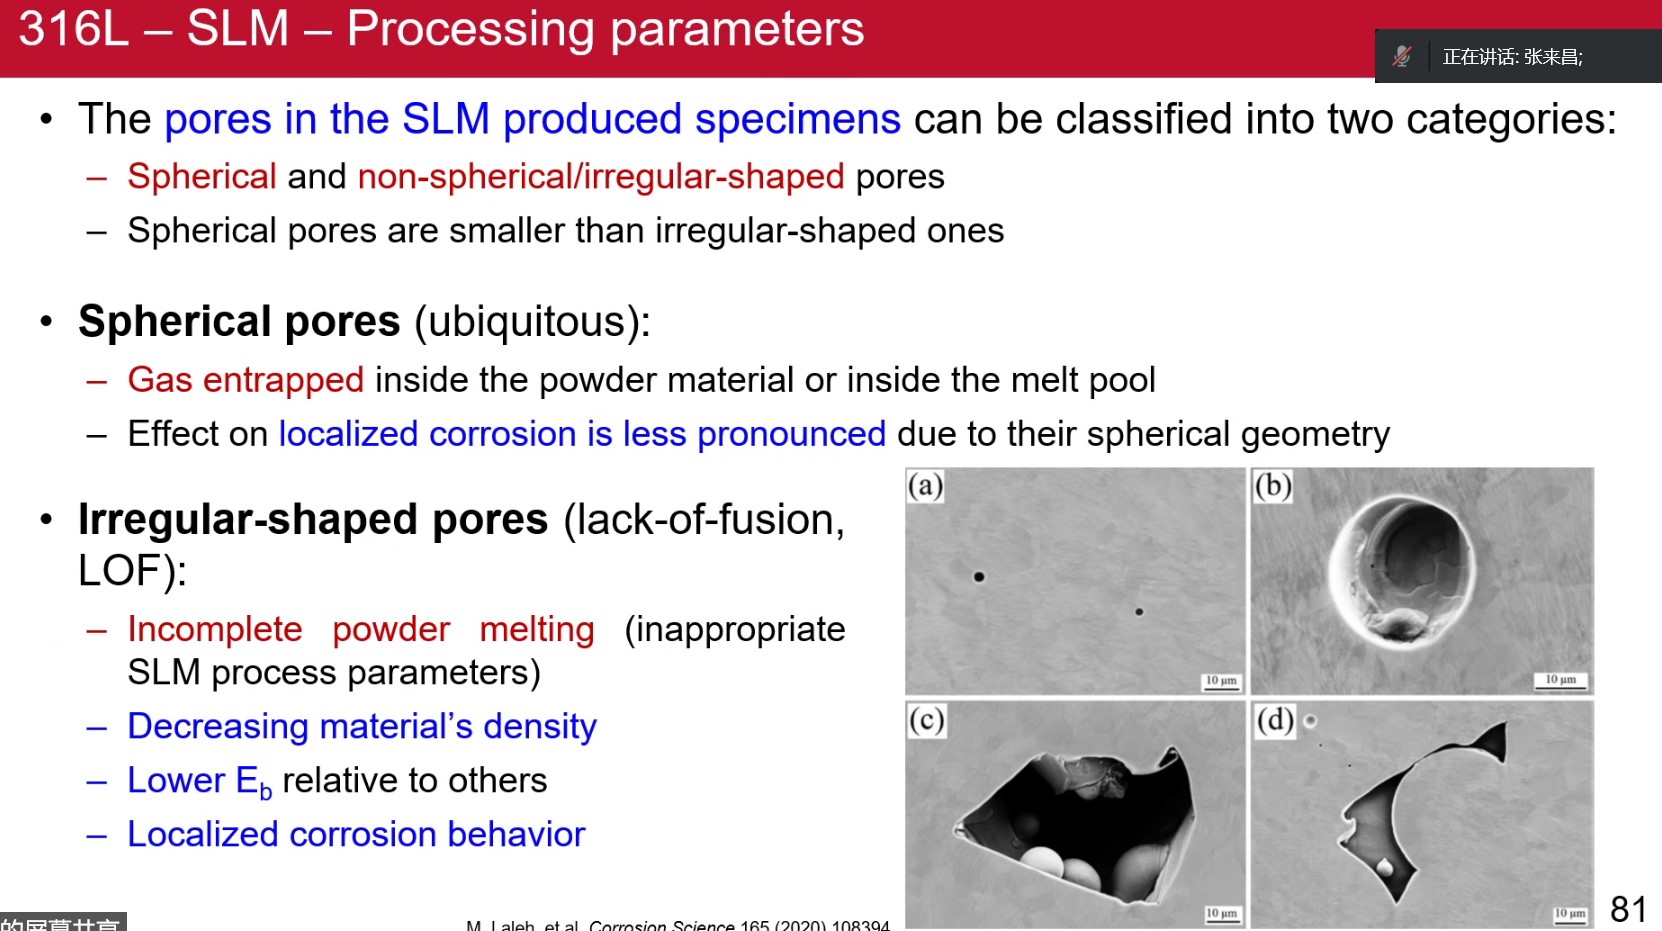 316L – SLM – Processing parameters
正在讲话: 张来昌;
• The pores in the SLM produced specimens can be classified into two categories:
– Spherical and non-spherical/irregular-shaped pores
– Spherical pores are smaller than irregular-shaped ones
• Spherical pores (ubiquitous):
– Gas entrapped inside the powder material or inside the melt pool
– Effect on localized corrosion is less pronounced due to their spherical geometry
• Irregular-shaped pores (lack-of-fusion,
LOF):
– Incomplete powder melting (inappropriate
SLM process parameters)
– Decreasing material's density
– Lower Eb relative to others
– Localized corrosion behavior
(a)
10 µm
(b)
10 µm
(c)
10 µm
(d)
10 µm
的屏幕共享
M. Laleh, et al. Corrosion Science 165 (2020) 108394
81